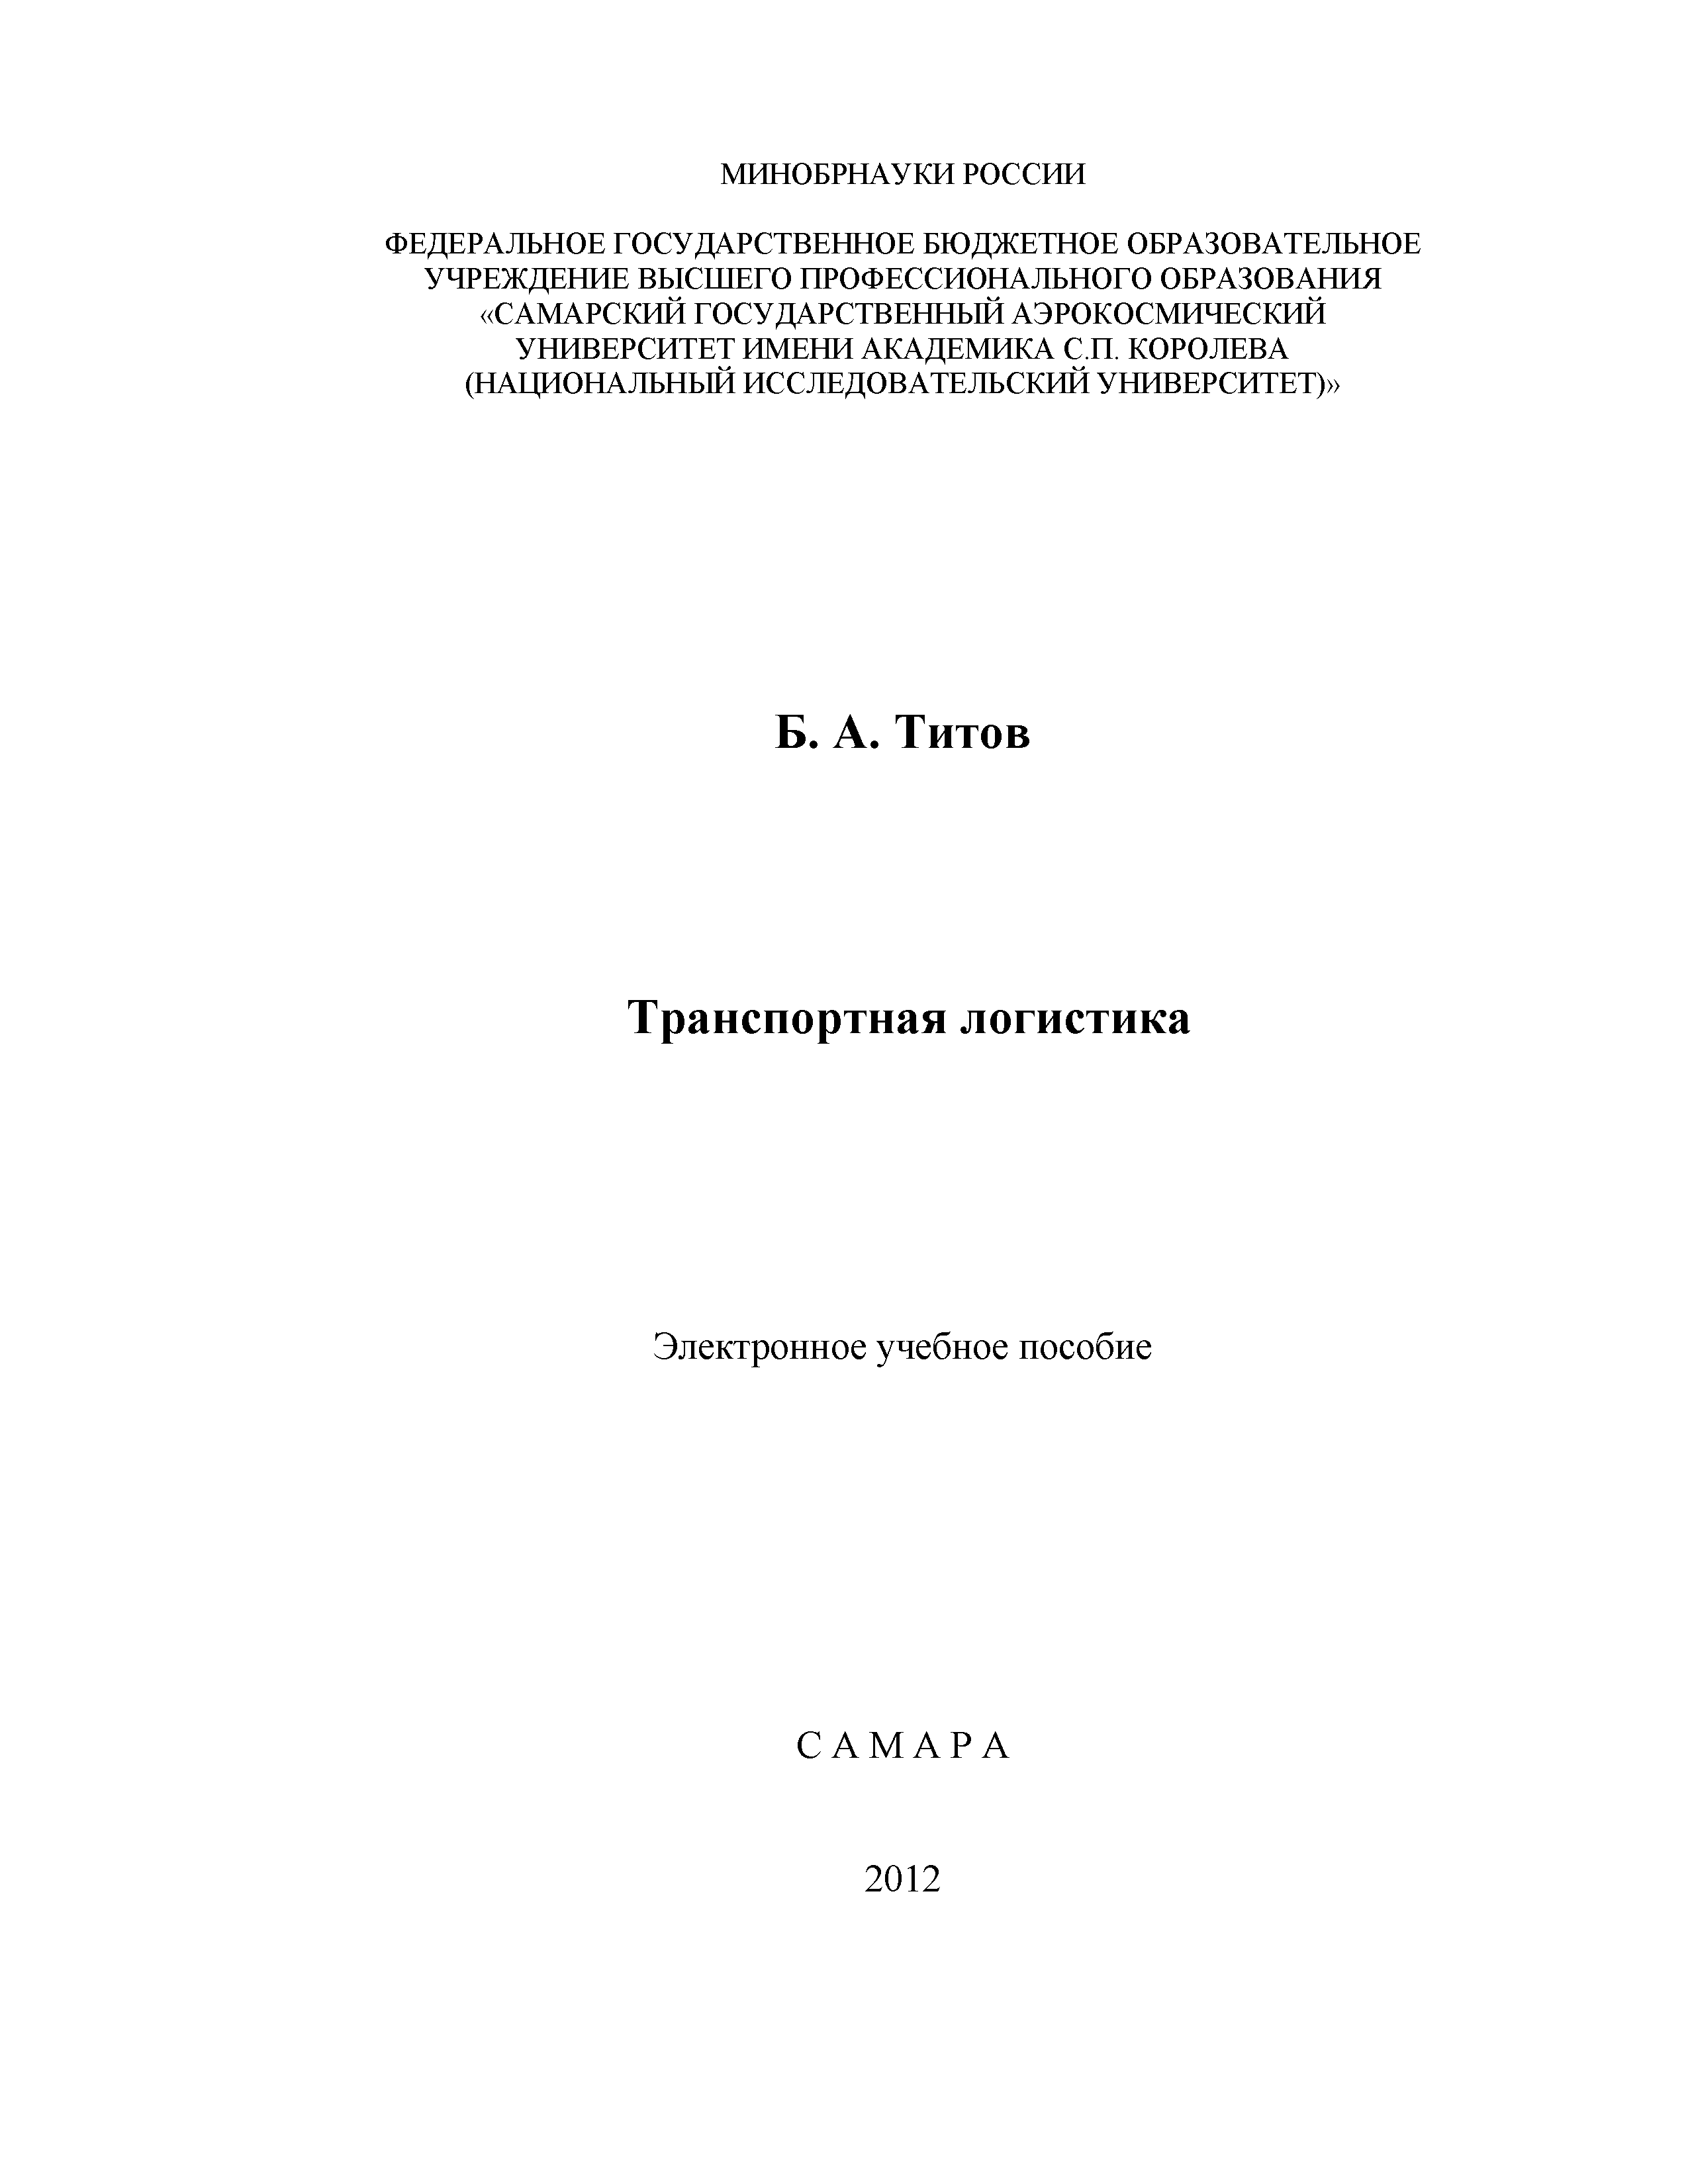 МИНОБРНАУКИ РОССИИ
ФЕДЕРАЛЬНОЕ ГОСУДАРСТВЕННОЕ БЮДЖЕТНОЕ ОБРАЗОВАТЕЛЬНОЕ
УЧРЕЖДЕНИЕ ВЫСШЕГО ПРОФЕССИОНАЛЬНОГО ОБРАЗОВАНИЯ
«САМАРСКИЙ ГОСУДАРСТВЕННЫЙ АЭРОКОСМИЧЕСКИЙ
УНИВЕРСИТЕТ ИМЕНИ АКАДЕМИКА С.П. КОРОЛЕВА
(НАЦИОНАЛЬНЫЙ ИССЛЕДОВАТЕЛЬСКИЙ УНИВЕРСИТЕТ)»
Б. А. Титов
Транспортная логистика
Электронное учебное пособие
С А М А Р А
2012